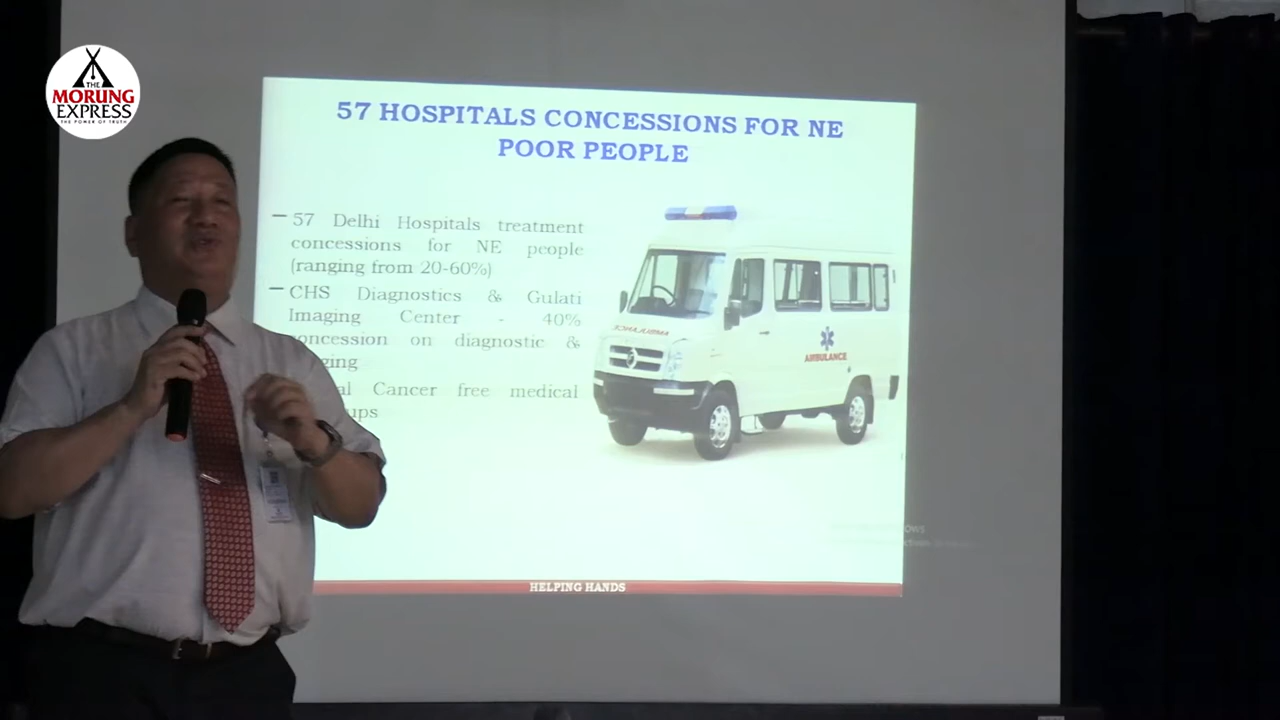 THE
MORUNG
EXPRESS
THE POWER OF TRUTH
57 HOSPITALS CONCESSIONS FOR NE
POOR PEOPLE
57 Delhi Hospitals treatment
concessions for NE people
(ranging from 20-60%)
CHS Diagnostics & Gulati
Imaging Center - 40%
oncession on diagnostic &
ging
al Cancer free medical
ups
AMBULANCE
HELPING HANDS